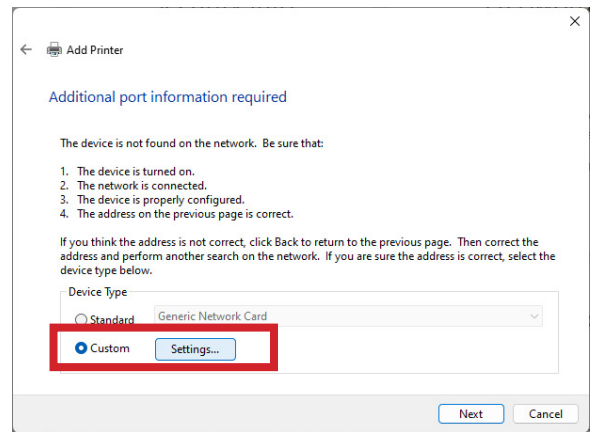 Add Printer
Additional port information required
The device is not found on the network. Be sure that:
1. The device is turned on.
2. The network is connected.
3. The device is properly configured.
4. The address on the previous page is correct.
If you think the address is not correct, click Back to return to the previous page. Then correct the
address and perform another search on the network. If you are sure the address is correct, select the
device type below.
Device Type
Standard Generic Network Card
Custom Settings...
Next Cancel